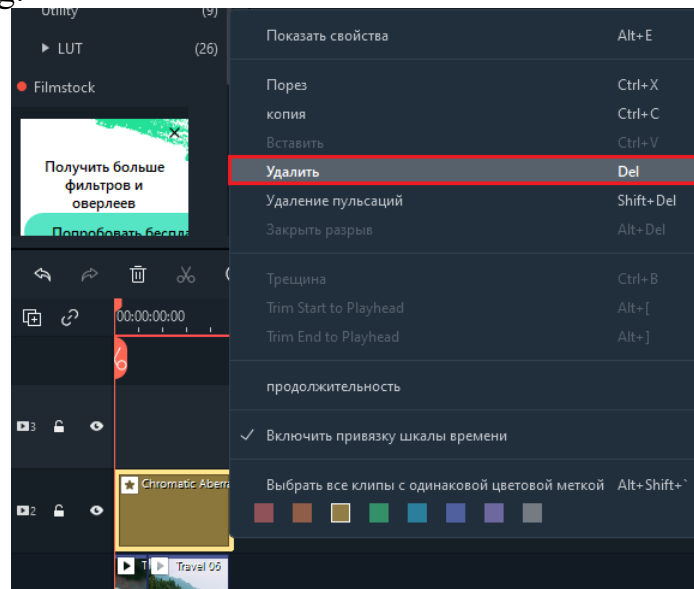 g.
Utility (9)
LUT (26)
Filmstock
Получить больше
фильтров и
оверлеев
Попробовать беспла
00:00:00:00
3
2
Chromatic Aberra
T Travel 06
Показать свойства Alt+E
Порез Ctrl+X
копия Ctrl+C
Вставить Ctrl+V
Удалить Del
Удаление пульсаций Shift+Del
Закрыть разрыв Alt+Del
Трещина Ctrl+B
Trim Start to Playhead Alt+[
Trim End to Playhead Alt+]
продолжительность
Включить привязку шкалы времени
Выбрать все клипы с одинаковой цветовой меткой Alt+Shift+`